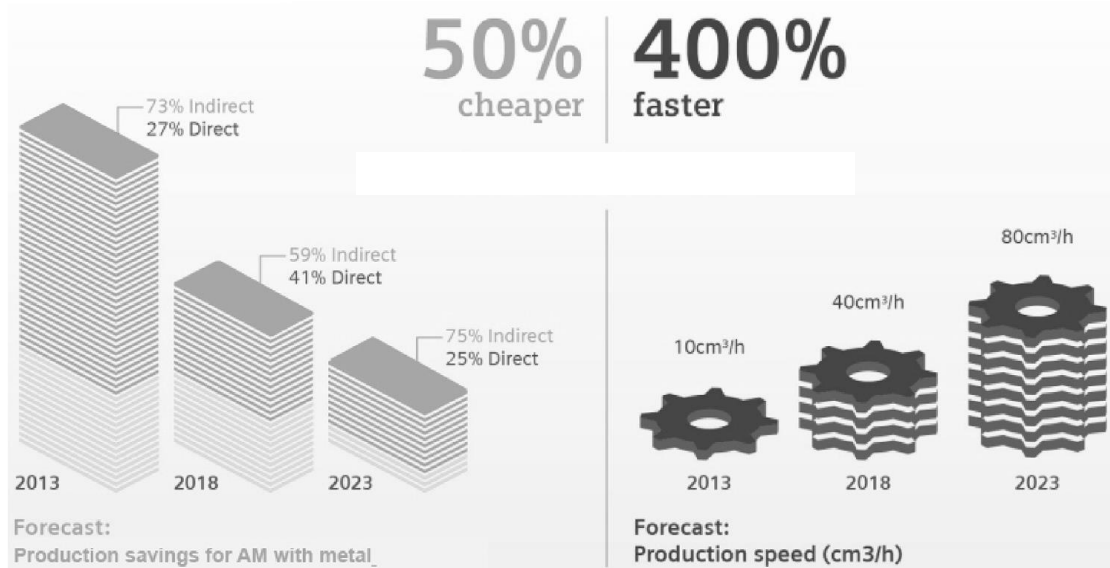 50%
cheaper
400%
faster
73% Indirect
27% Direct
59% Indirect
41% Direct
75% Indirect
25% Direct
2013
2018
2023
Forecast:
Production savings for AM with metal
10cm³/h
40cm³/h
80cm³/h
2013
2018
2023
Forecast:
Production speed (cm3/h)